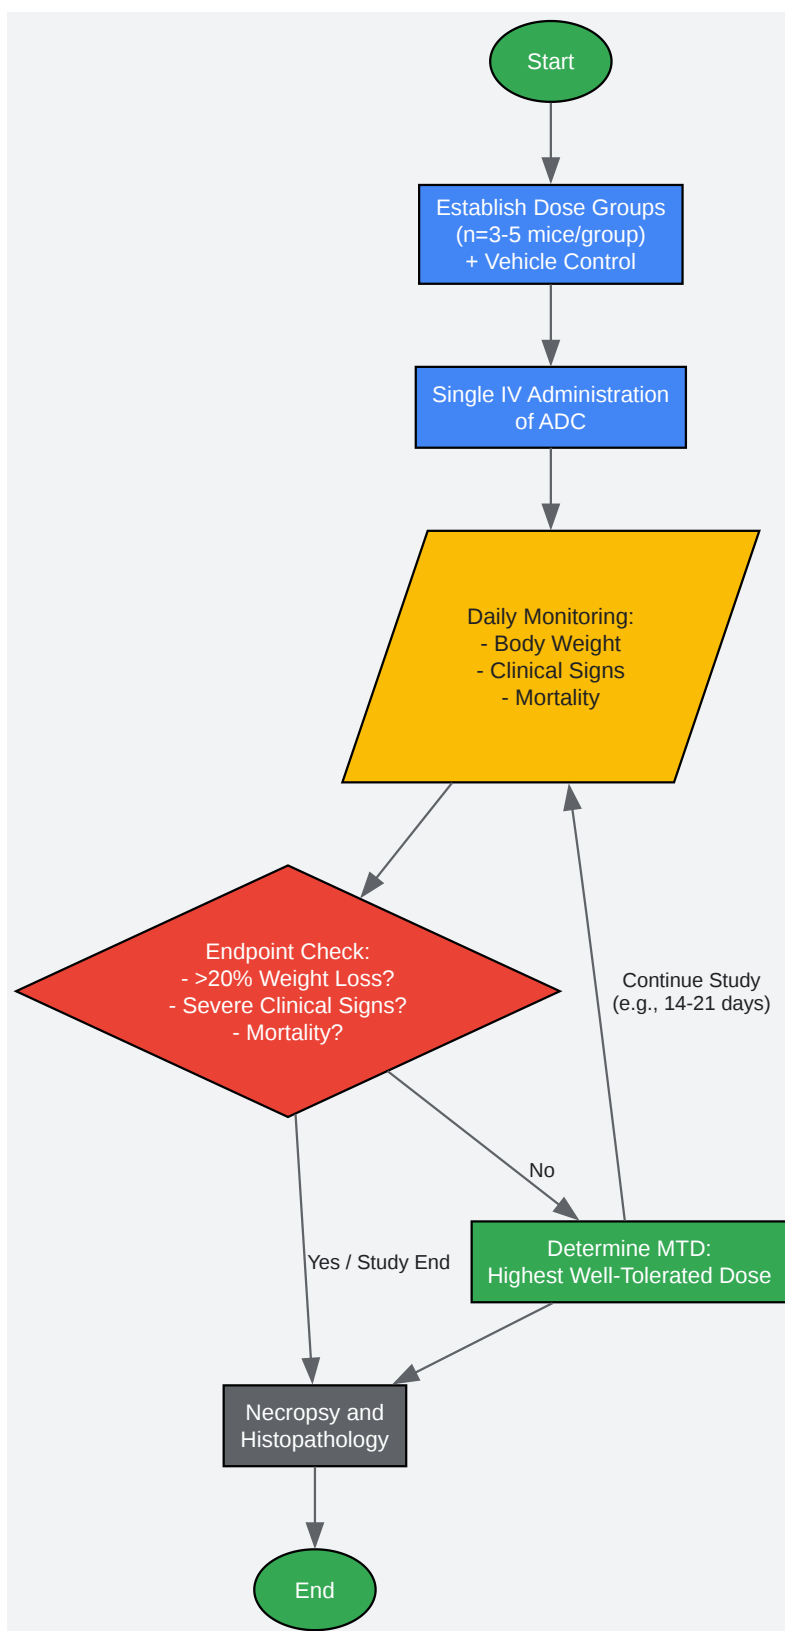 Start
Establish Dose Groups
(n=3-5 mice/group)
+ Vehicle Control
Single IV Administration
of ADC
Daily Monitoring:
- Body Weight
- Clinical Signs
- Mortality
Endpoint Check:
- >20% Weight Loss?
- Severe Clinical Signs?
- Mortality?
Continue Study
(e.g., 14-21 days)
No
Yes / Study End
Determine MTD:
Highest Well-Tolerated Dose
Necropsy and
Histopathology
End